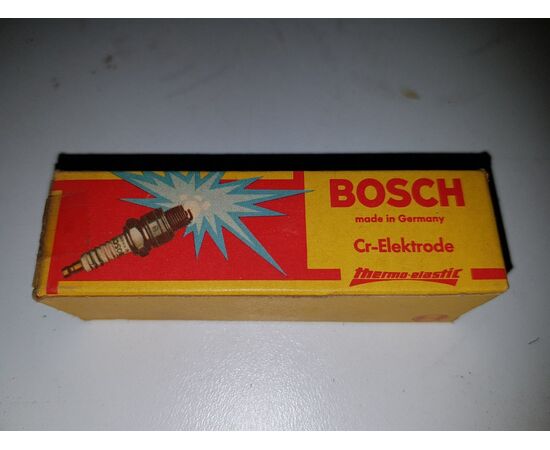 BOSCH
made in Germany
Cr-Elektrode
thermo-elastic